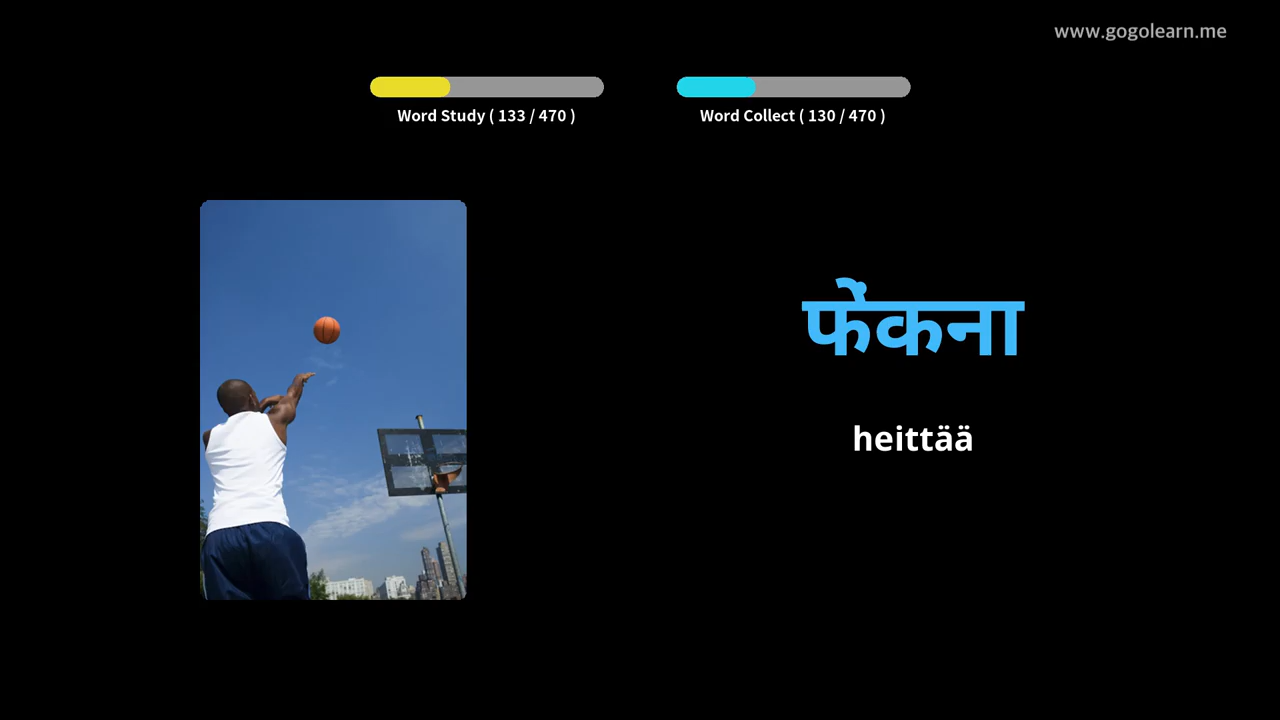 www.gogolearn.me
Word Study ( 133 / 470 )
Word Collect ( 130 / 470 )
फेंकना
heittää